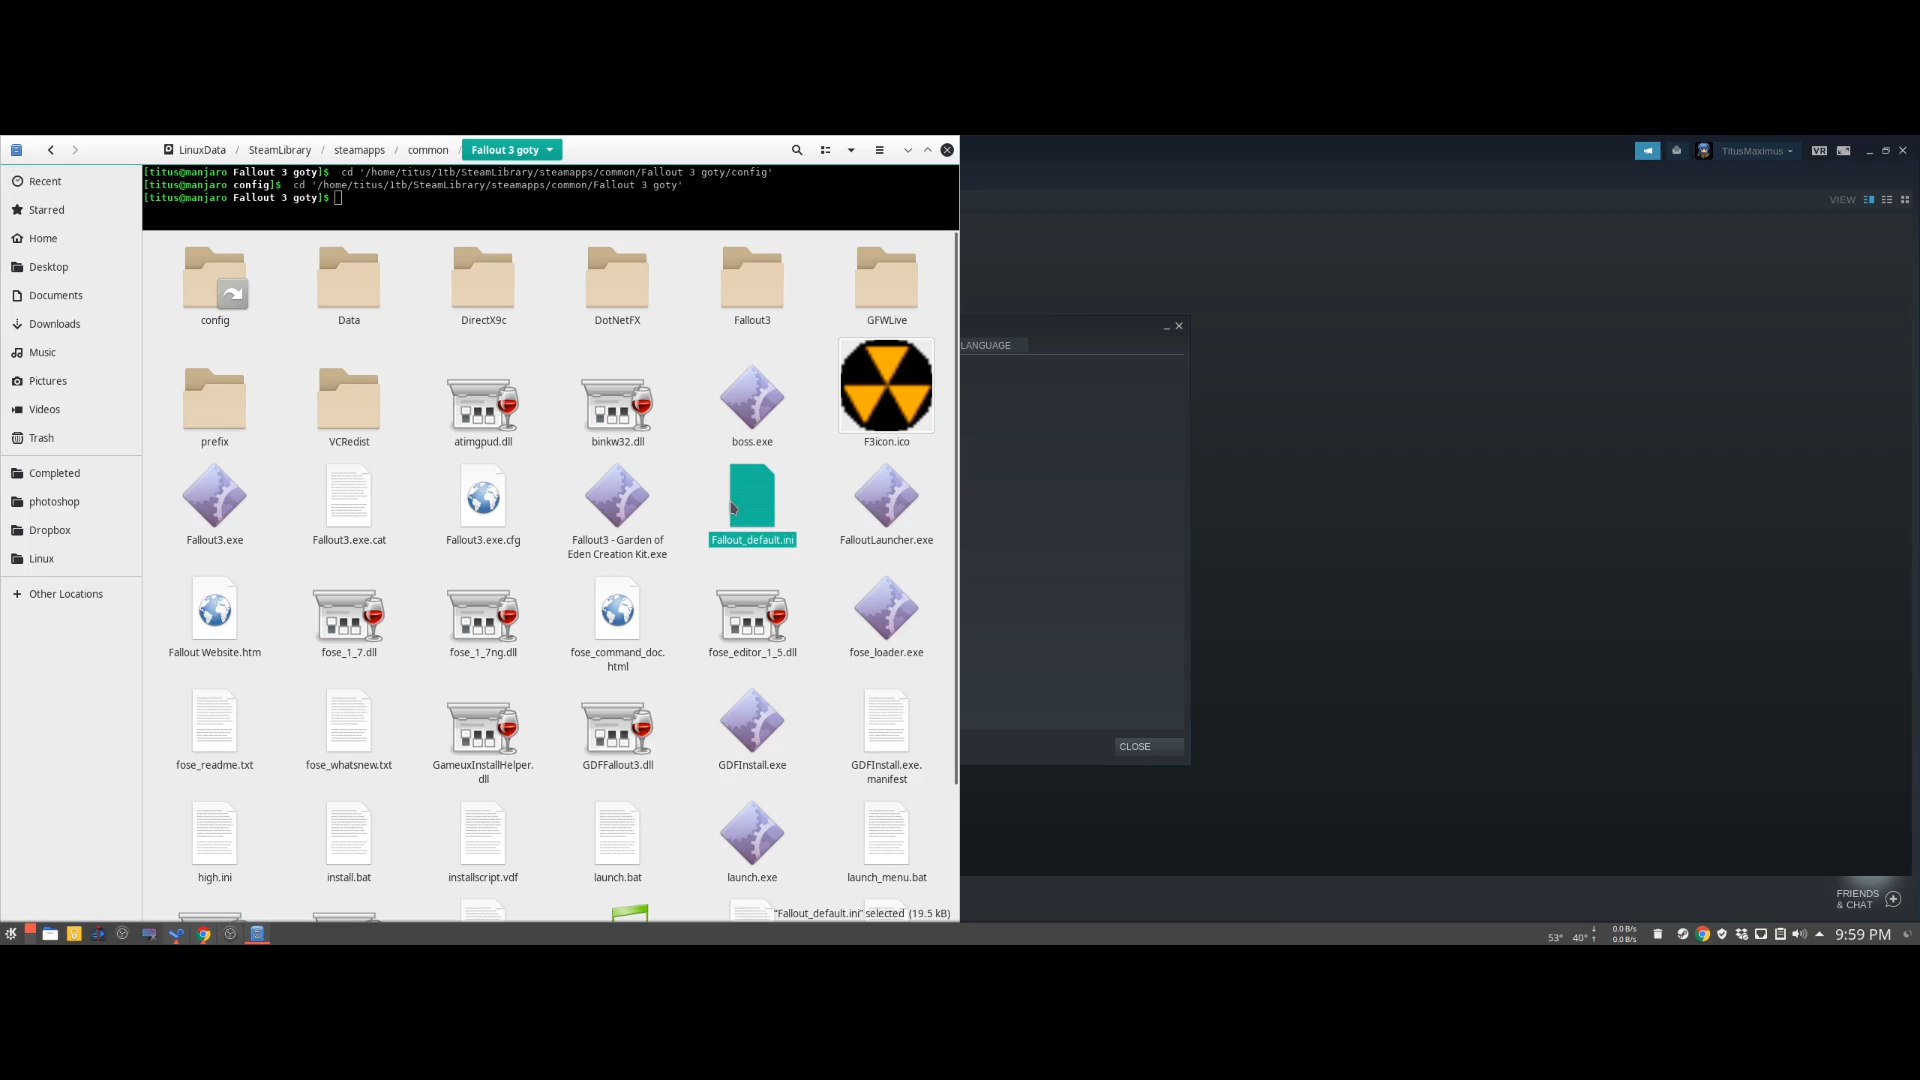 LinuxData / SteamLibrary / steamapps / common / Fallout 3 goty
TitusMaximus
VR
[titus@manjaro Fallout 3 goty]$ cd '/home/titus/1tb/SteamLibrary/steamapps/common/Fallout 3 goty/config'
[titus@manjaro config]$ cd '/home/titus/1tb/SteamLibrary/steamapps/common/Fallout 3 goty'
[titus@manjaro Fallout 3 goty]$
VIEW
Recent
Starred
Home
Desktop
Documents
Downloads
Music
Pictures
Videos
Trash
Completed
photoshop
Dropbox
Linux
+ Other Locations
config
Data
DirectX9c
DotNetFX
Fallout3
GFWLive
prefix
VCRedist
atimgpud.dll
binkw32.dll
boss.exe
F3icon.ico
Fallout3.exe
Fallout3.exe.cat
Fallout3.exe.cfg
Fallout3 - Garden of
Eden Creation Kit.exe
Fallout_default.ini
FalloutLauncher.exe
Fallout Website.htm
fose_1_7.dll
fose_1_7ng.dll
fose_command_doc.
html
fose_editor_1_5.dll
fose_loader.exe
fose_readme.txt
fose_whatsnew.txt
GameuxInstallHelper.
dll
GDFFallout3.dll
GDFInstall.exe
GDFInstall.exe.
manifest
high.ini
install.bat
installscript.vdf
launch.bat
launch.exe
launch_menu.bat
"Fallout_default.ini" selected (19.5 kB)
LANGUAGE
CLOSE
FRIENDS
& CHAT
53° 40°
0.0 B/s
0.0 B/s
9:59 PM